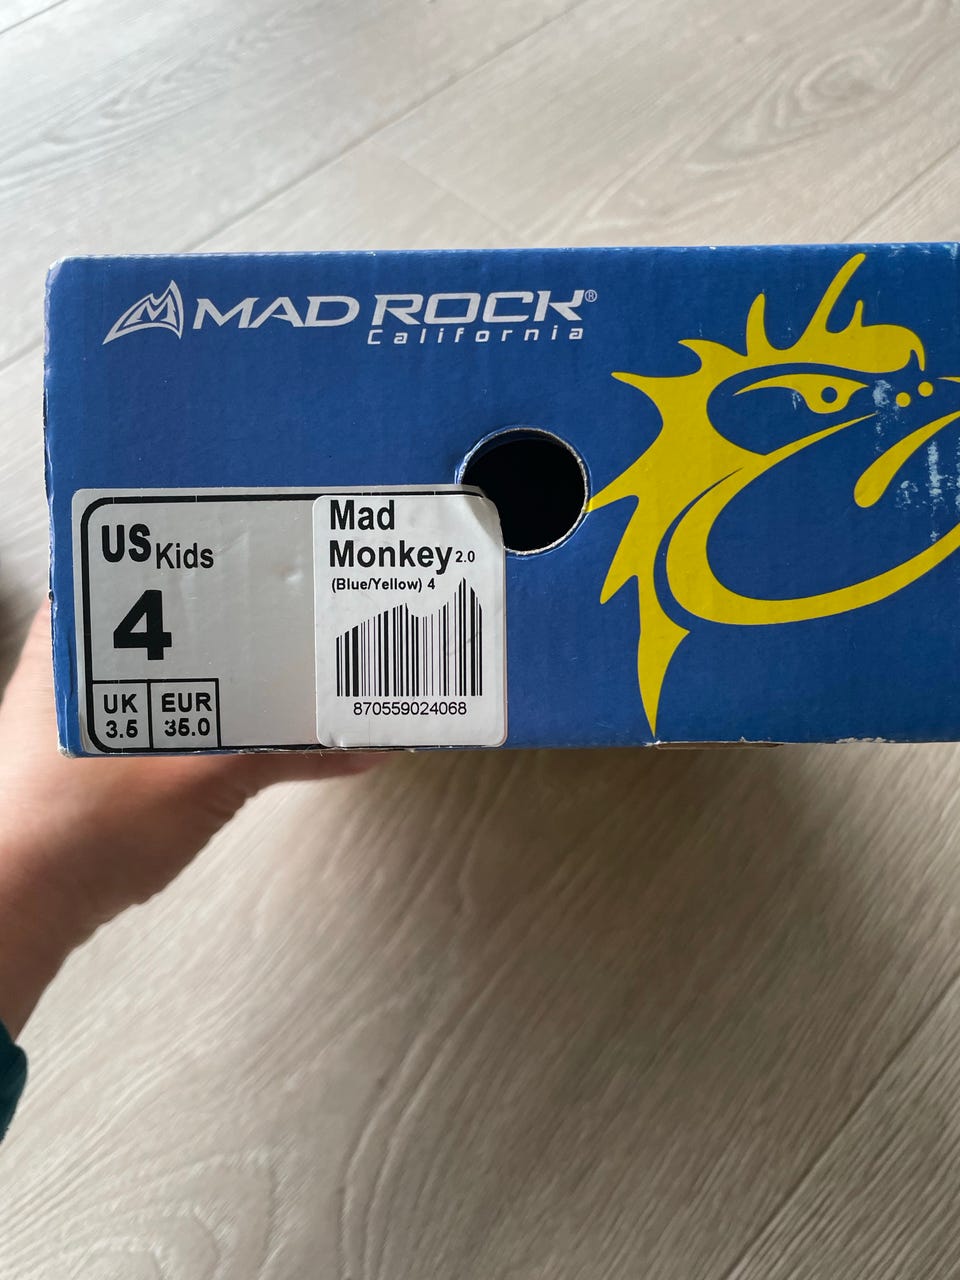 MAD ROCK®
California
US Kids
4
UK
3.5
EUR
35.0
Mad
Monkey 2.0
(Blue/Yellow) 4
870559024068